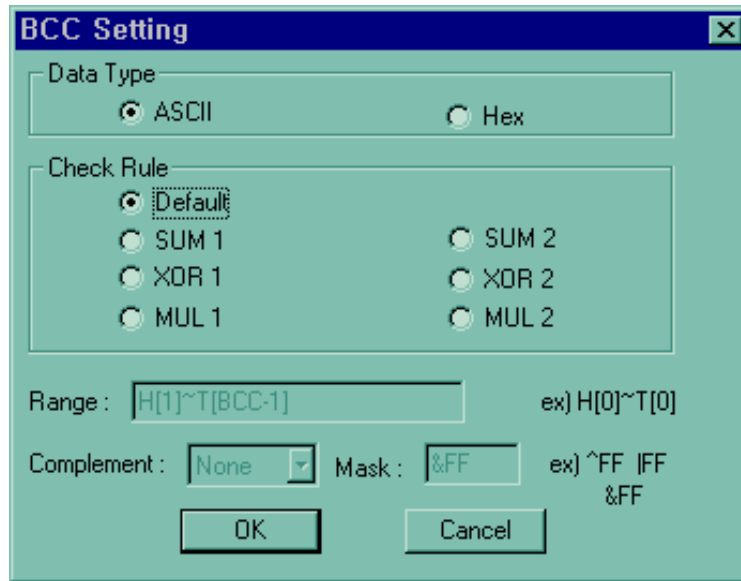 BCC Setting
Data Type
ASCII Hex
Check Rule
Default
SUM 1 SUM 2
XOR 1 XOR 2
MUL 1 MUL 2
Range : H[1]~T[BCC-1] ex) H[0]~T[0]
Complement : None Mask : &FF ex) ^FF |FF
&FF
OK Cancel